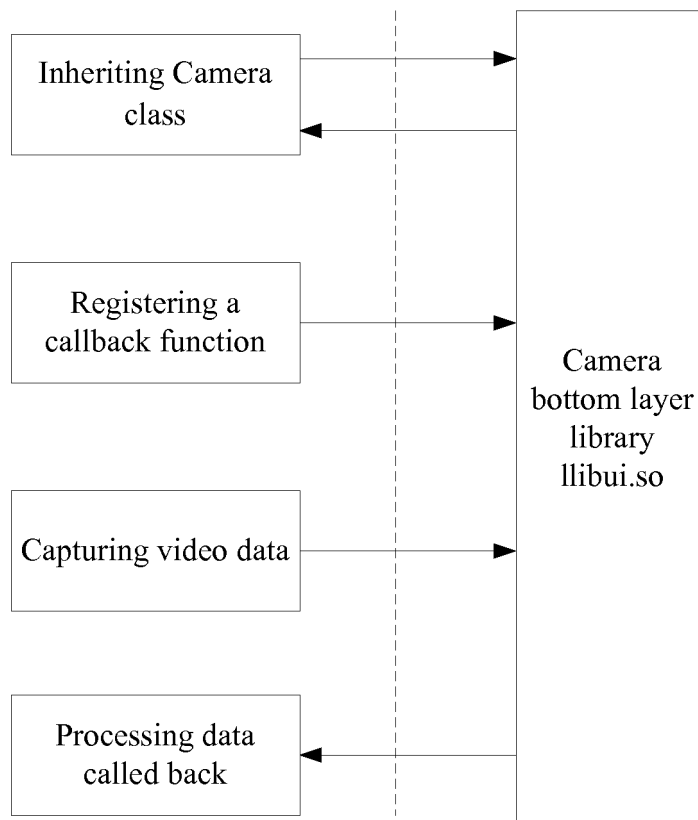 Inheriting Camera
class
Registering a
callback function
Camera
bottom layer
library
llibui.so
Capturing video data
Processing data
called back